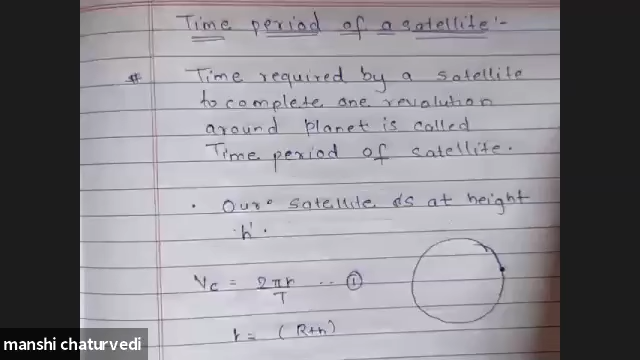 Time period of a satellite :-
# Time required by a satellite
to complete one revolution
around planet is called
Time period of satellite.
• Our satellite is at height
'h'.
Vc = 2πr / T ... ①
r = (R+h)
manshi chaturvedi